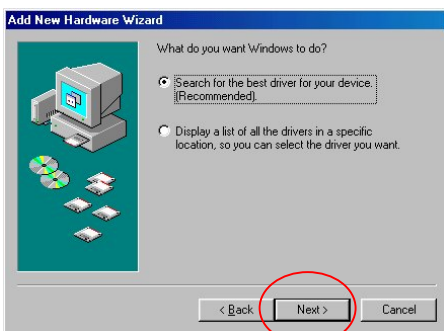 Add New Hardware Wizard
What do you want Windows to do?
Search for the best driver for your device.
(Recommended).
Display a list of all the drivers in a specific
location, so you can select the driver you want.
< Back Next > Cancel